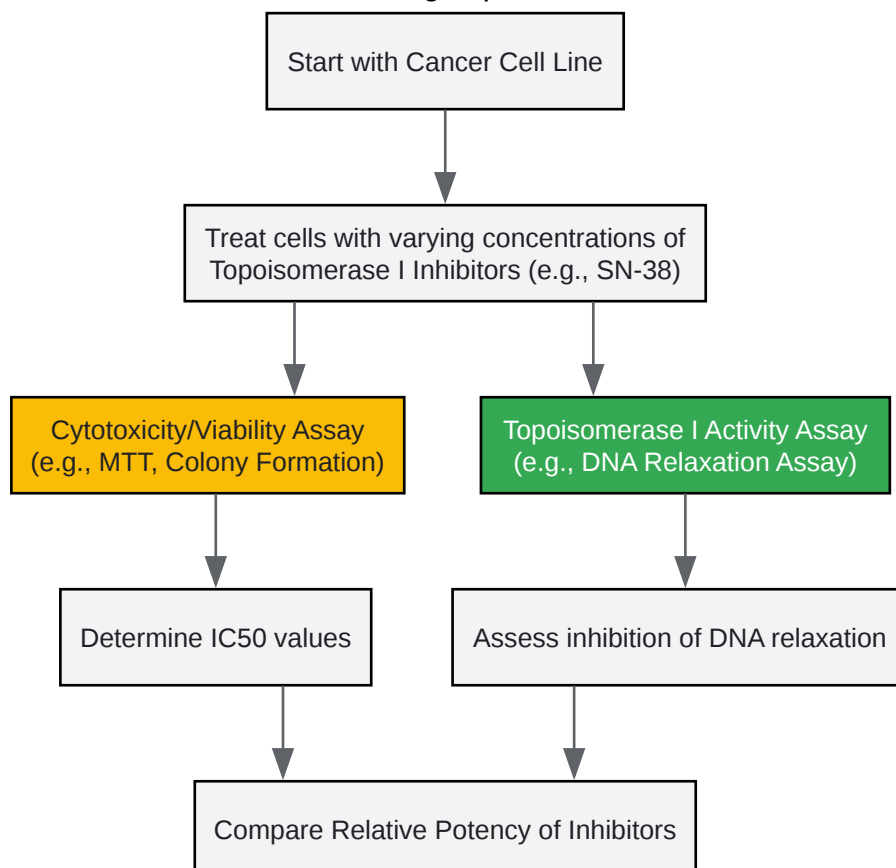 Start with Cancer Cell Line
Treat cells with varying concentrations of
Topoisomerase I Inhibitors (e.g., SN-38)
Cytotoxicity/Viability Assay
(e.g., MTT, Colony Formation)
Topoisomerase I Activity Assay
(e.g., DNA Relaxation Assay)
Determine IC50 values
Assess inhibition of DNA relaxation
Compare Relative Potency of Inhibitors